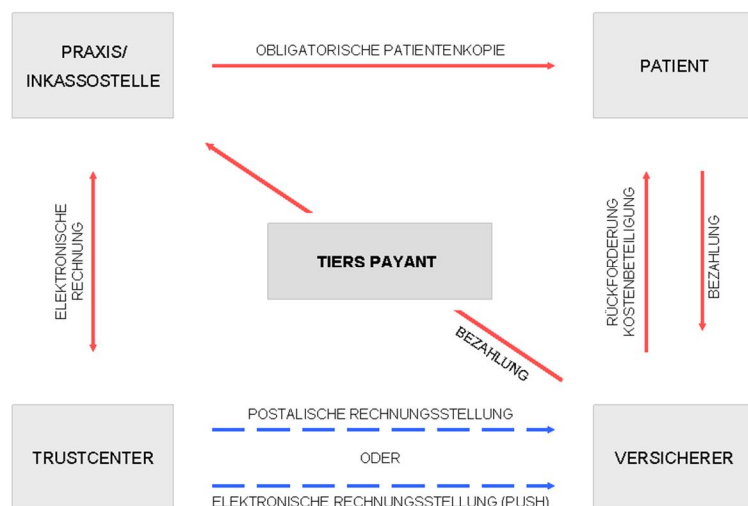 PRAXIS/
INKASSOSTELLE
OBLIGATORISCHE PATIENTENKOPIE
PATIENT
ELEKTRONISCHE
RECHNUNG
TIERS PAYANT
RÜCKFORDERUNG
KOSTENBETEILIGUNG
BEZAHLUNG
BEZAHLUNG
TRUSTCENTER
POSTALISCHE RECHNUNGSSTELLUNG
ODER
ELEKTRONISCHE RECHNUNGSSTELLUNG (PUSH)
VERSICHERER